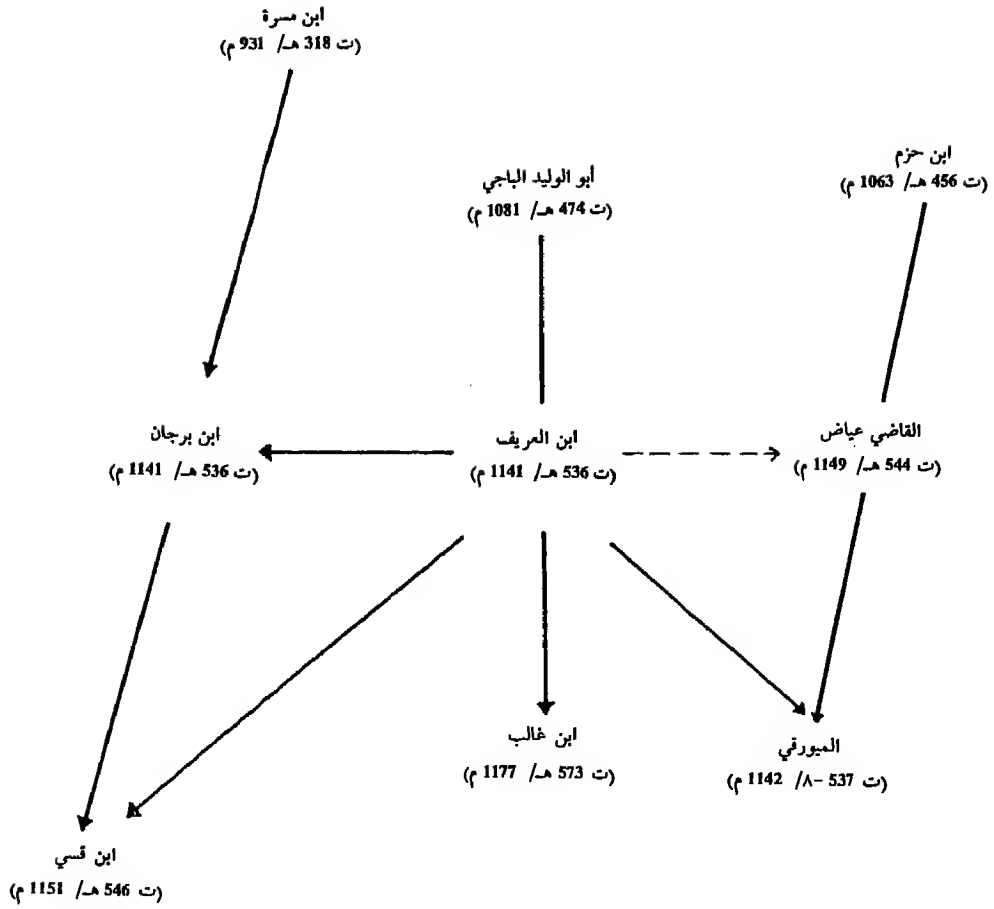 ابن مسرة
(ت 318 هـ/ 931 م)
ابن حزم
(ت 456 هـ/ 1063 م)
أبو الوليد الباجي
(ت 474 هـ/ 1081 م)
القاضي عياض
(ت 544 هـ/ 1149 م)
ابن العريف
(ت 536 هـ/ 1141 م)
ابن برجان
(ت 536 هـ/ 1141 م)
الميورقي
(ت 537 -٨/ 1142 م)
ابن غالب
(ت 573 هـ/ 1177 م)
ابن قسي
(ت 546 هـ/ 1151 م)